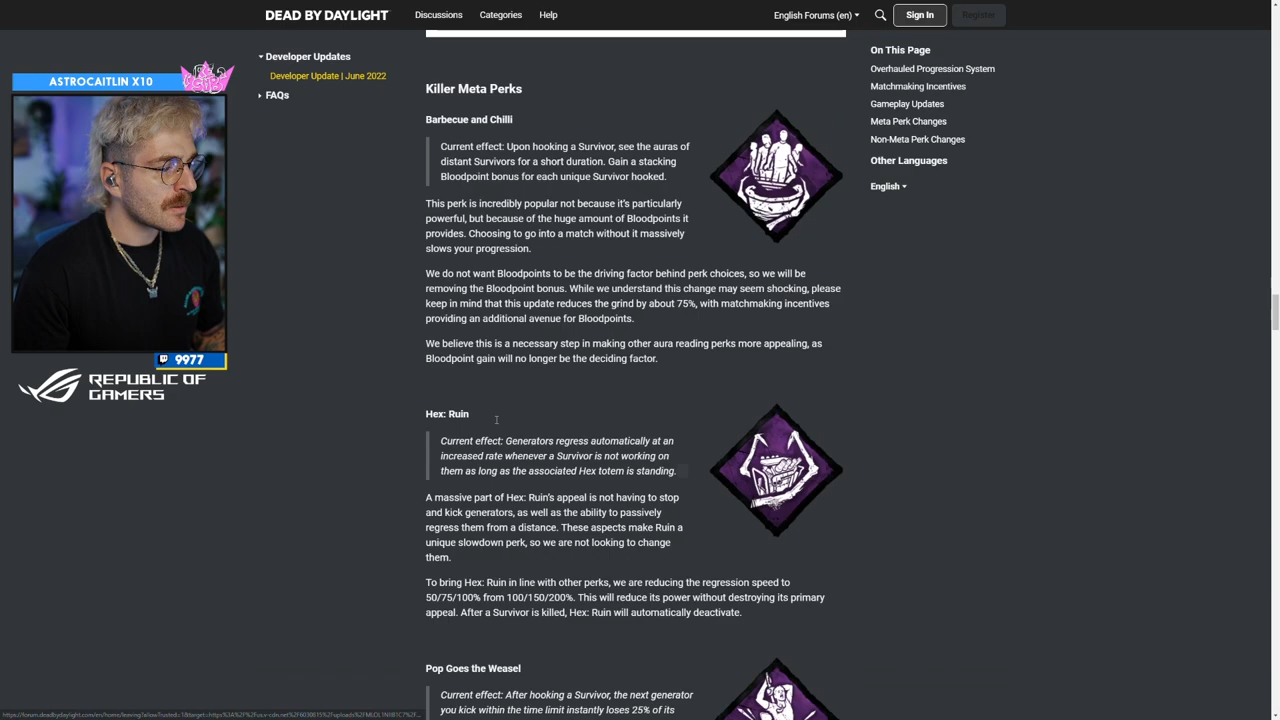 DEAD BY DAYLIGHT
Discussions
Categories
Help
English Forums (en)
Sign In
Register
Developer Updates
Developer Update | June 2022
FAQs
ASTROCAITLIN X10
9977
REPUBLIC OF
GAMERS
Killer Meta Perks
Barbecue and Chilli
Current effect: Upon hooking a Survivor, see the auras of
distant Survivors for a short duration. Gain a stacking
Bloodpoint bonus for each unique Survivor hooked.
This perk is incredibly popular not because it's particularly
powerful, but because of the huge amount of Bloodpoints it
provides. Choosing to go into a match without it massively
slows your progression.
We do not want Bloodpoints to be the driving factor behind perk choices, so we will be
removing the Bloodpoint bonus. While we understand this change may seem shocking, please
keep in mind that this update reduces the grind by about 75%, with matchmaking incentives
providing an additional avenue for Bloodpoints.
We believe this is a necessary step in making other aura reading perks more appealing, as
Bloodpoint gain will no longer be the deciding factor.
Hex: Ruin
Current effect: Generators regress automatically at an
increased rate whenever a Survivor is not working on
them as long as the associated Hex totem is standing.
A massive part of Hex: Ruin's appeal is not having to stop
and kick generators, as well as the ability to passively
regress them from a distance. These aspects make Ruin a
unique slowdown perk, so we are not looking to change
them.
To bring Hex: Ruin in line with other perks, we are reducing the regression speed to
50/75/100% from 100/150/200%. This will reduce its power without destroying its primary
appeal. After a Survivor is killed, Hex: Ruin will automatically deactivate.
Pop Goes the Weasel
Current effect: After hooking a Survivor, the next generator
you kick within the time limit instantly loses 25% of its
On This Page
Overhauled Progression System
Matchmaking Incentives
Gameplay Updates
Meta Perk Changes
Non-Meta Perk Changes
Other Languages
English